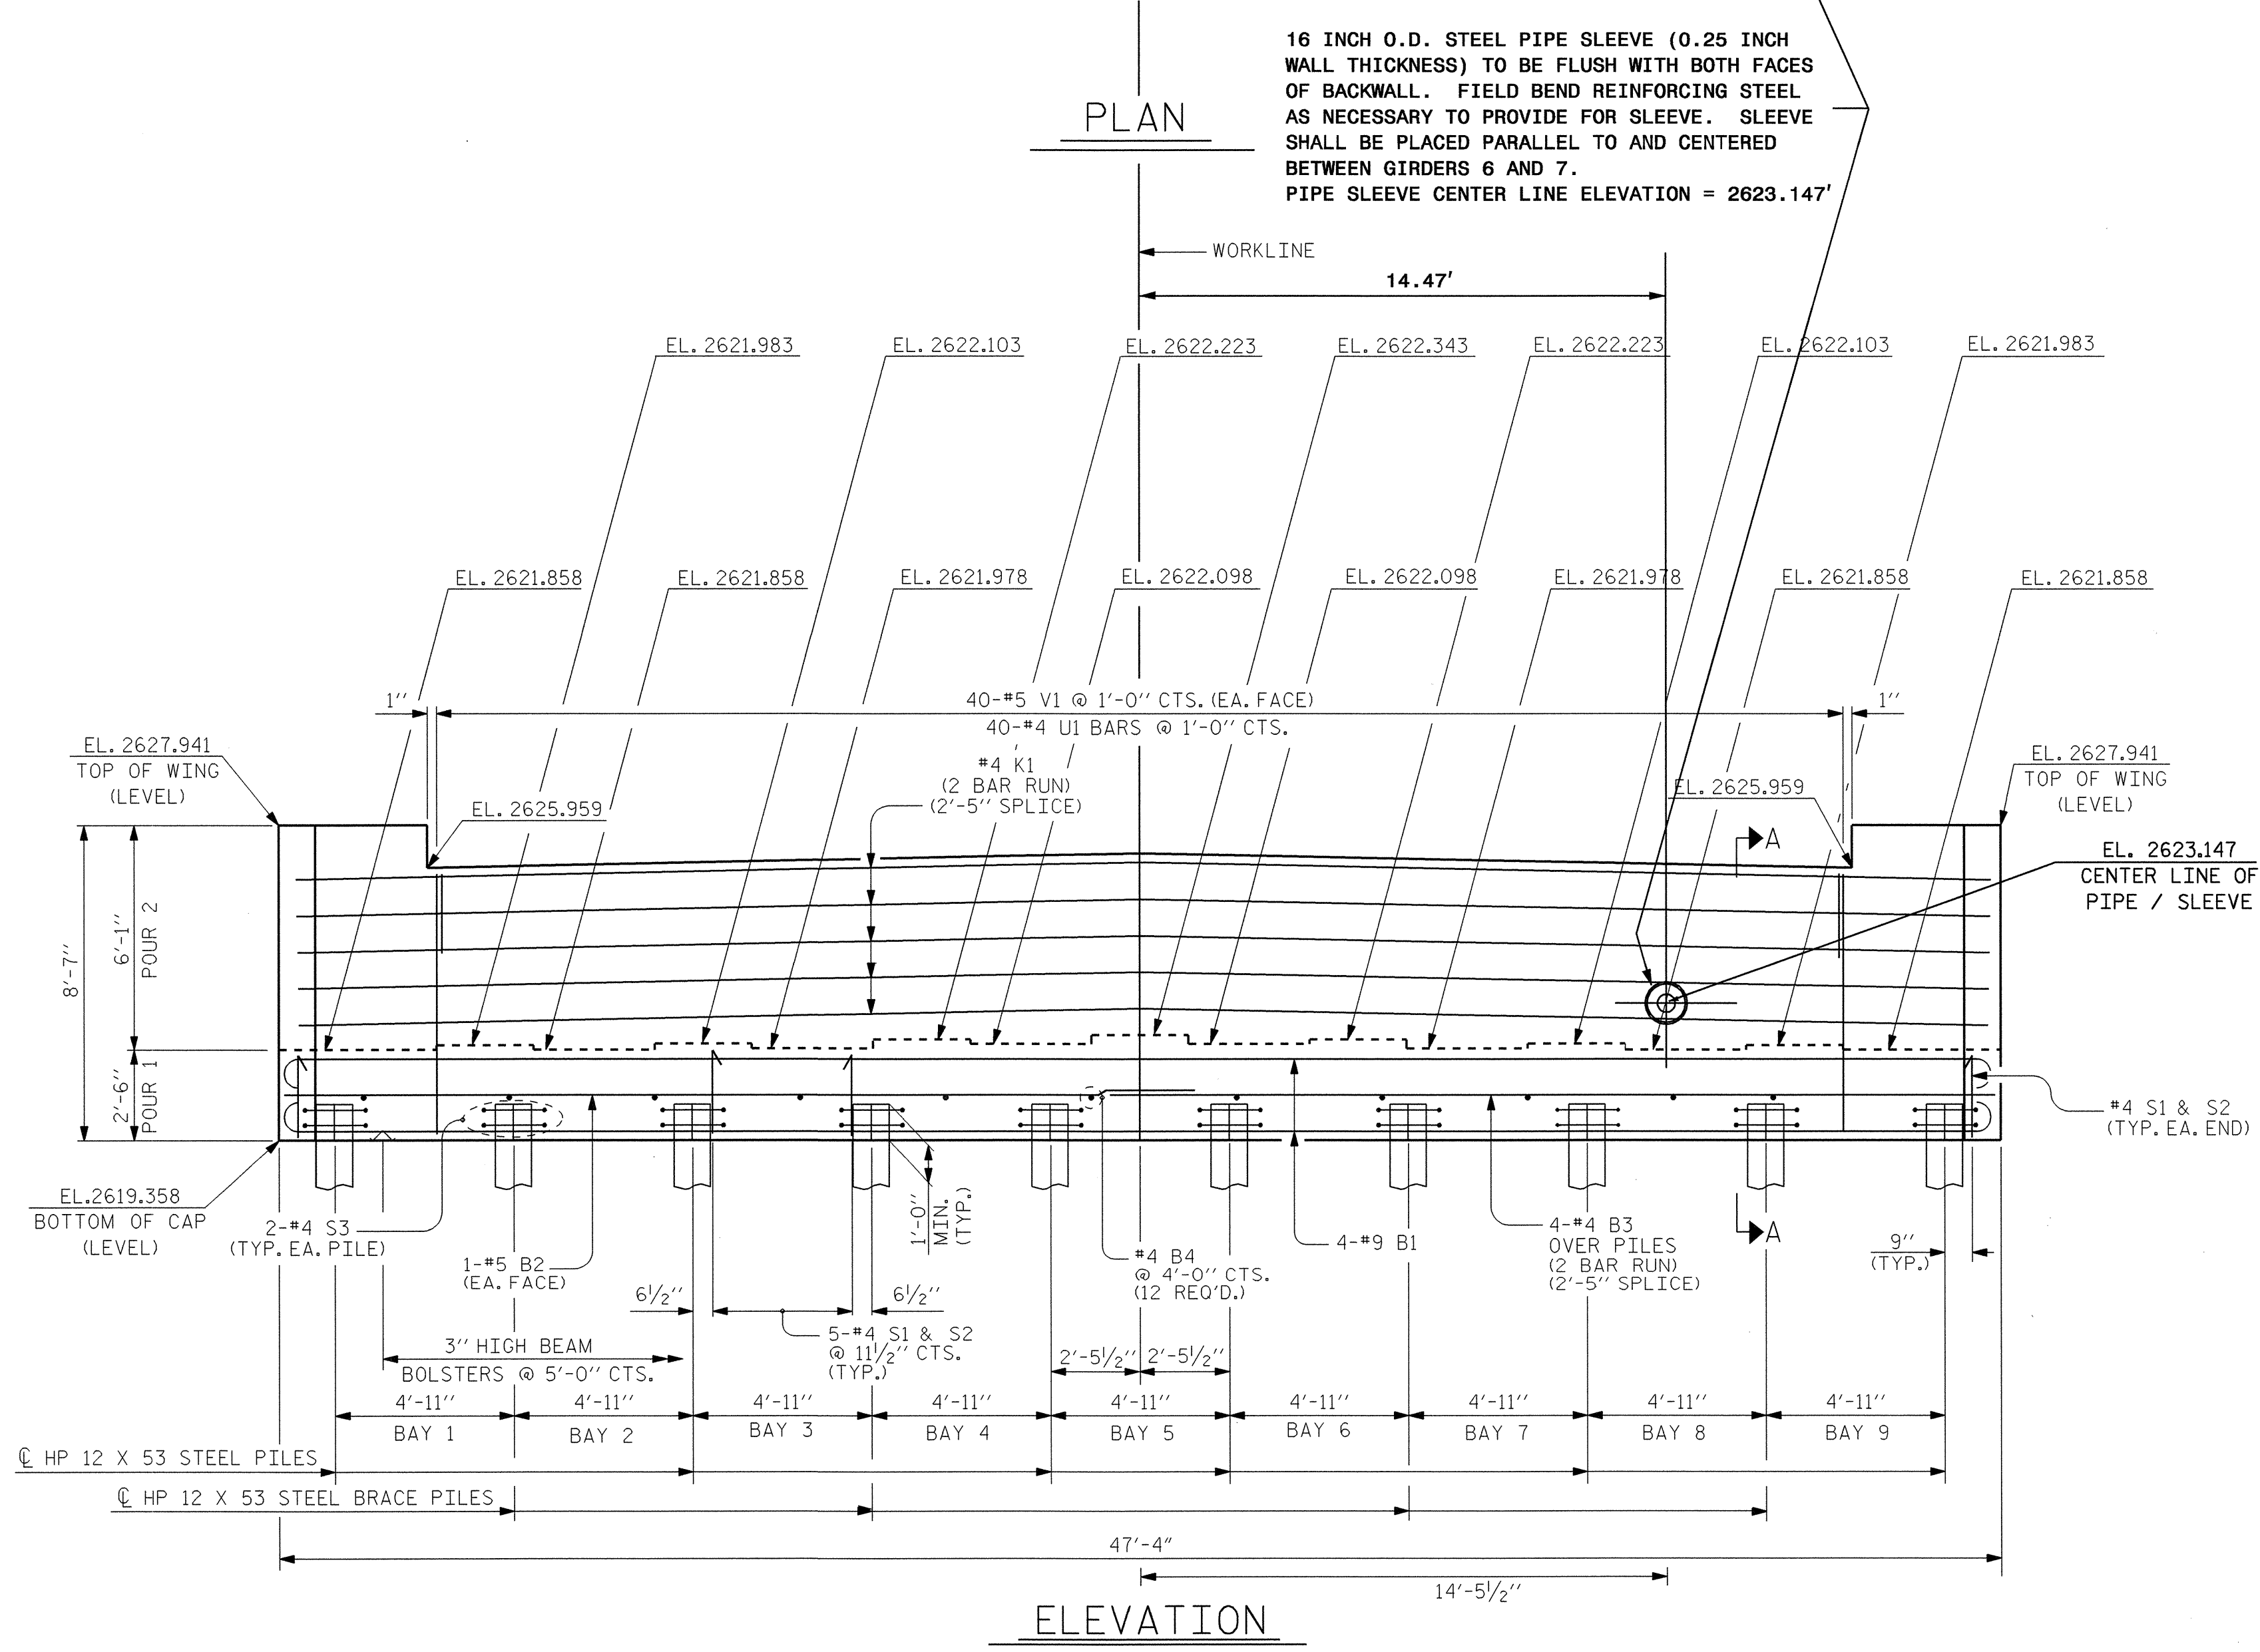 16 INCH O.D. STEEL PIPE SLEEVE (0.25 INCH
WALL THICKNESS) TO BE FLUSH WITH BOTH FACES
OF BACKWALL. FIELD BEND REINFORCING STEEL
AS NECESSARY TO PROVIDE FOR SLEEVE. SLEEVE
SHALL BE PLACED PARALLEL TO AND CENTERED
BETWEEN GIRDERS 6 AND 7.
PIPE SLEEVE CENTER LINE ELEVATION = 2623.147'
PLAN
WORKLINE
14.47'
EL. 2621.983
EL. 2622.103
EL. 2622.223
EL. 2622.343
EL. 2622.223
EL. 2622.103
EL. 2621.983
EL. 2621.858
EL. 2621.858
EL. 2621.978
EL. 2622.098
EL. 2622.098
EL. 2621.978
EL. 2621.858
EL. 2621.858
1''
40-#5 V1 @ 1'-0'' CTS. (EA. FACE)
1''
40-#4 U1 BARS @ 1'-0'' CTS.
EL. 2627.941
TOP OF WING
(LEVEL)
#4 K1
(2 BAR RUN)
(2'-5'' SPLICE)
EL. 2627.941
TOP OF WING
(LEVEL)
EL. 2625.959
EL. 2625.959
A
EL. 2623.147
CENTER LINE OF
PIPE / SLEEVE
8'-7''
6'-1''
POUR 2
2'-6''
POUR 1
#4 S1 & S2
(TYP. EA. END)
EL.2619.358
BOTTOM OF CAP
(LEVEL)
2-#4 S3
(TYP. EA. PILE)
1-#5 B2
(EA. FACE)
1'-0''
MIN.
(TYP.)
#4 B4
@ 4'-0'' CTS.
(12 REQ'D.)
4-#9 B1
4-#4 B3
OVER PILES
(2 BAR RUN)
(2'-5'' SPLICE)
A
9''
(TYP.)
6½''
6½''
5-#4 S1 & S2
@ 11½'' CTS.
(TYP.)
3'' HIGH BEAM
BOLSTERS @ 5'-0'' CTS.
2'-5½''
2'-5½''
4'-11''
4'-11''
4'-11''
4'-11''
4'-11''
4'-11''
4'-11''
4'-11''
4'-11''
BAY 1
BAY 2
BAY 3
BAY 4
BAY 5
BAY 6
BAY 7
BAY 8
BAY 9
℄ HP 12 X 53 STEEL PILES
℄ HP 12 X 53 STEEL BRACE PILES
47'-4"
14'-5½''
ELEVATION